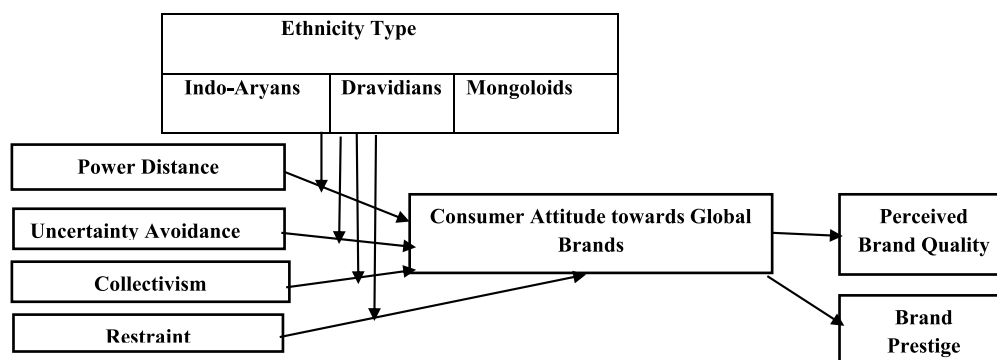 Ethnicity Type
Indo-Aryans
Dravidians
Mongoloids
Power Distance
Uncertainty Avoidance
Collectivism
Restraint
Consumer Attitude towards Global
Brands
Perceived
Brand Quality
Brand
Prestige